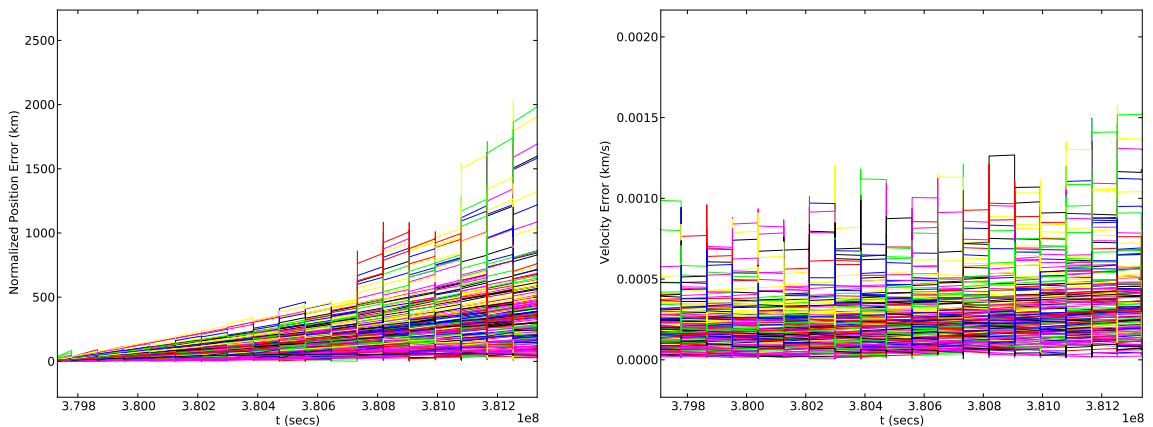 2500
2000
1500
1000
500
0
Normalized Position Error (km)
3.798 3.800 3.802 3.804 3.806 3.808 3.810 3.812
t (secs)
1e8
0.0020
0.0015
0.0010
0.0005
0.0000
Velocity Error (km/s)
3.798 3.800 3.802 3.804 3.806 3.808 3.810 3.812
t (secs)
1e8